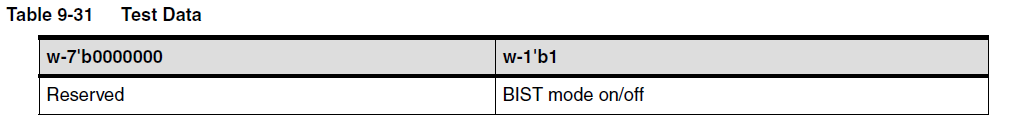 Table 9-31 Test Data
w-7'b0000000 w-1'b1
Reserved BIST mode on/off